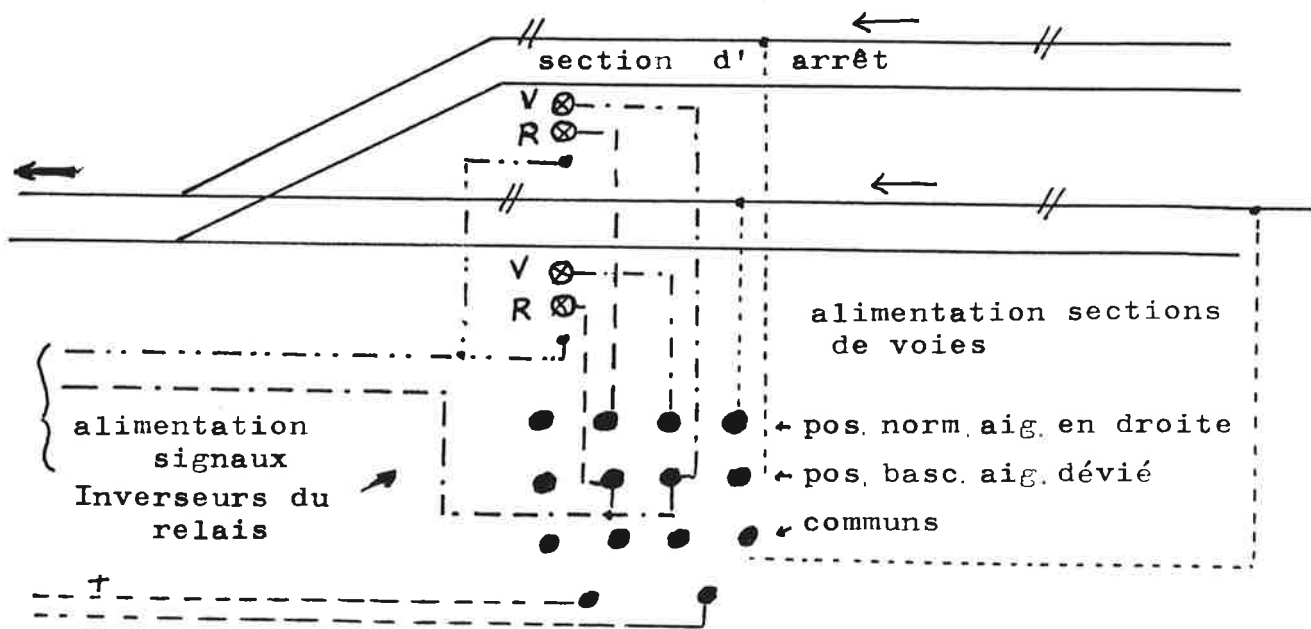 section d' arrêt
V
R
V
R
alimentation sections
de voies
alimentation
signaux
pos. norm. aig. en droite
pos. basc. aig. dévié
Inverseurs du
relais
communs
+